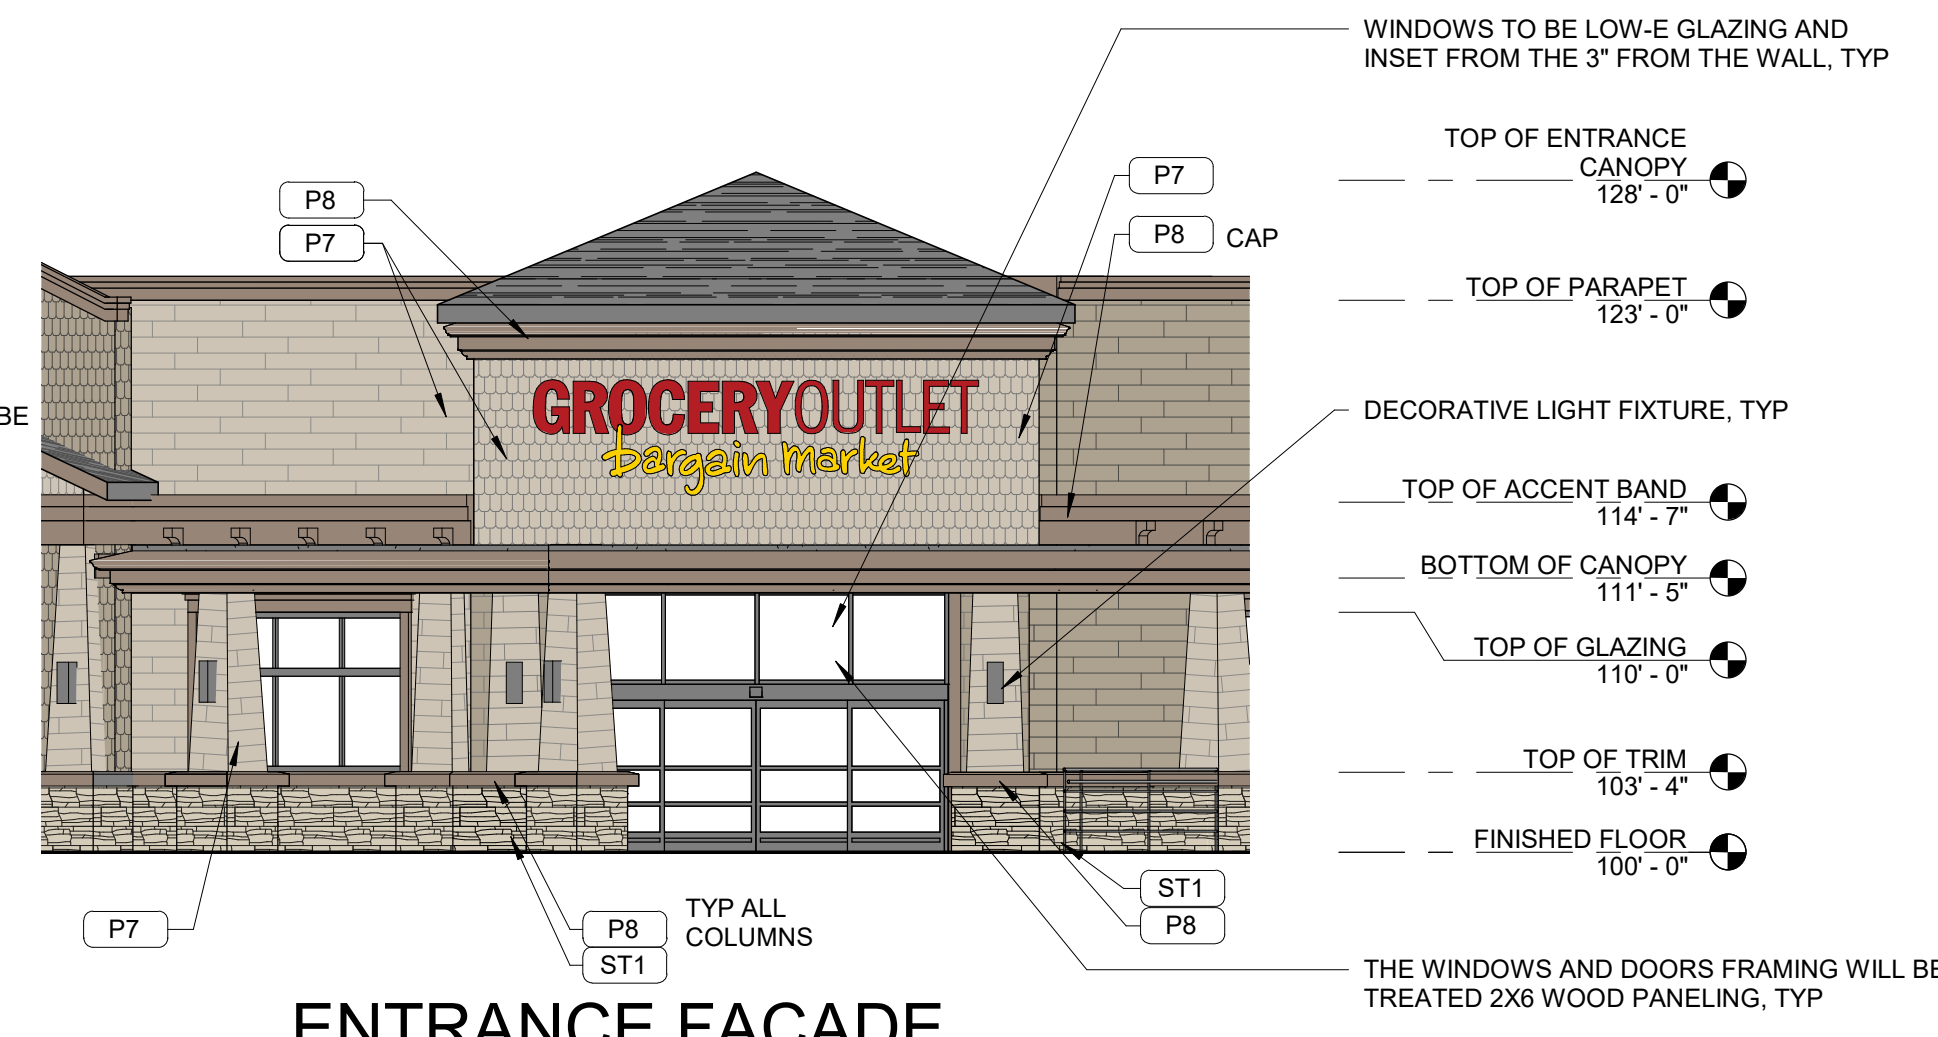 WINDOWS TO BE LOW-E GLAZING AND
INSET FROM THE 3" FROM THE WALL, TYP
TOP OF ENTRANCE
CANOPY
128' - 0"
P8
P7
P7
P8 CAP
TOP OF PARAPET
123' - 0"
GROCERYOUTLET
bargain market
BE
DECORATIVE LIGHT FIXTURE, TYP
TOP OF ACCENT BAND
114' - 7"
BOTTOM OF CANOPY
111' - 5"
TOP OF GLAZING
110' - 0"
TOP OF TRIM
103' - 4"
FINISHED FLOOR
100' - 0"
P7
P8
ST1
TYP ALL
COLUMNS
ST1
P8
THE WINDOWS AND DOORS FRAMING WILL BE
TREATED 2X6 WOOD PANELING, TYP
ENTRANCE FACADE